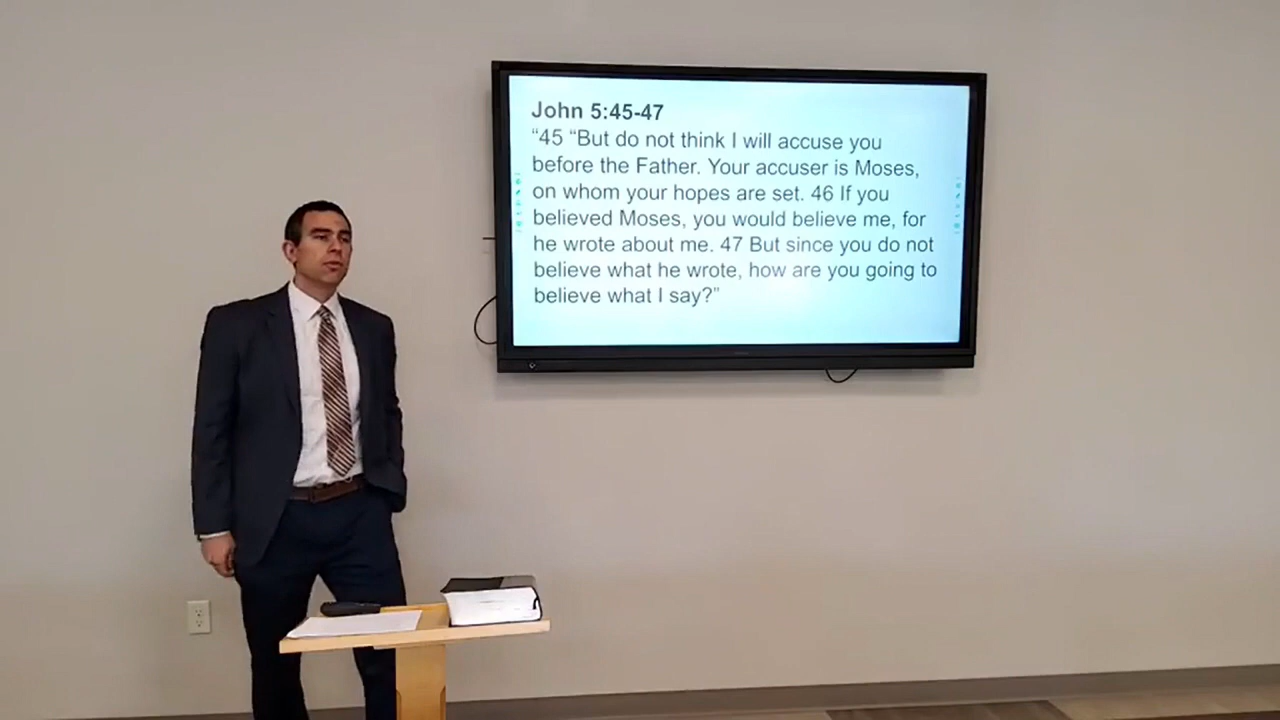 John 5:45-47
“45 “But do not think I will accuse you
before the Father. Your accuser is Moses,
on whom your hopes are set. 46 If you
believed Moses, you would believe me, for
he wrote about me. 47 But since you do not
believe what he wrote, how are you going to
believe what I say?”